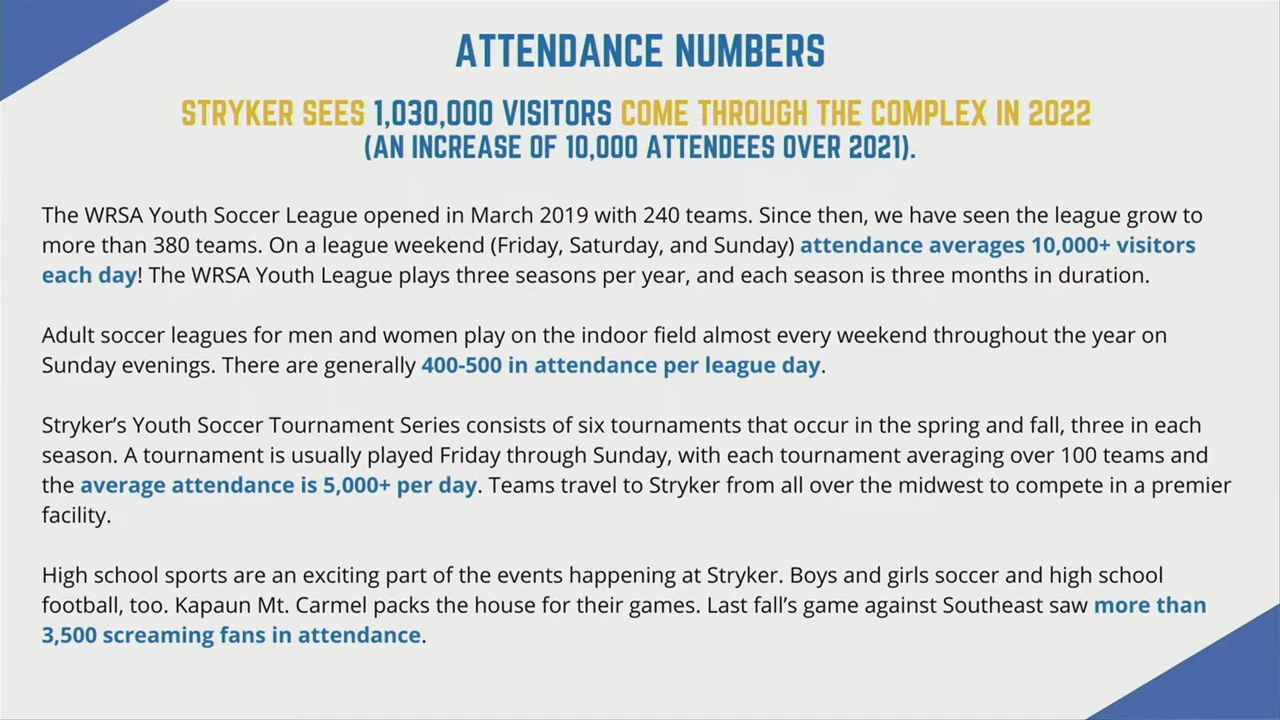 ATTENDANCE NUMBERS
STRYKER SEES 1,030,000 VISITORS COME THROUGH THE COMPLEX IN 2022
(AN INCREASE OF 10,000 ATTENDEES OVER 2021).
The WRSA Youth Soccer League opened in March 2019 with 240 teams. Since then, we have seen the league grow to
more than 380 teams. On a league weekend (Friday, Saturday, and Sunday) attendance averages 10,000+ visitors
each day! The WRSA Youth League plays three seasons per year, and each season is three months in duration.
Adult soccer leagues for men and women play on the indoor field almost every weekend throughout the year on
Sunday evenings. There are generally 400-500 in attendance per league day.
Stryker’s Youth Soccer Tournament Series consists of six tournaments that occur in the spring and fall, three in each
season. A tournament is usually played Friday through Sunday, with each tournament averaging over 100 teams and
the average attendance is 5,000+ per day. Teams travel to Stryker from all over the midwest to compete in a premier
facility.
High school sports are an exciting part of the events happening at Stryker. Boys and girls soccer and high school
football, too. Kapaun Mt. Carmel packs the house for their games. Last fall’s game against Southeast saw more than
3,500 screaming fans in attendance.